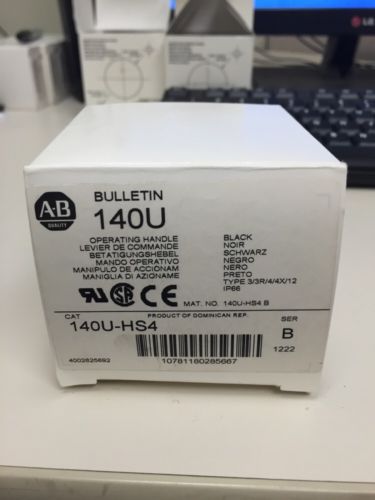 LG
A-B
QUALITY
BULLETIN
140U
OPERATING HANDLE
LEVIER DE COMMANDE
BETATIGUNGSHEBEL
MANDO OPERATIVO
MANIPULO DE ACCIONAM
MANIGLIA DI AZIONAME
BLACK
NOIR
SCHWARZ
NEGRO
NERO
PRETO
TYPE 3/3R/4/4X/12
IP66
MAT. NO. 140U-HS4 B
CAT
PRODUCT OF DOMINICAN REP.
SER
140U-HS4
B
1222
4002625692
10781180285667